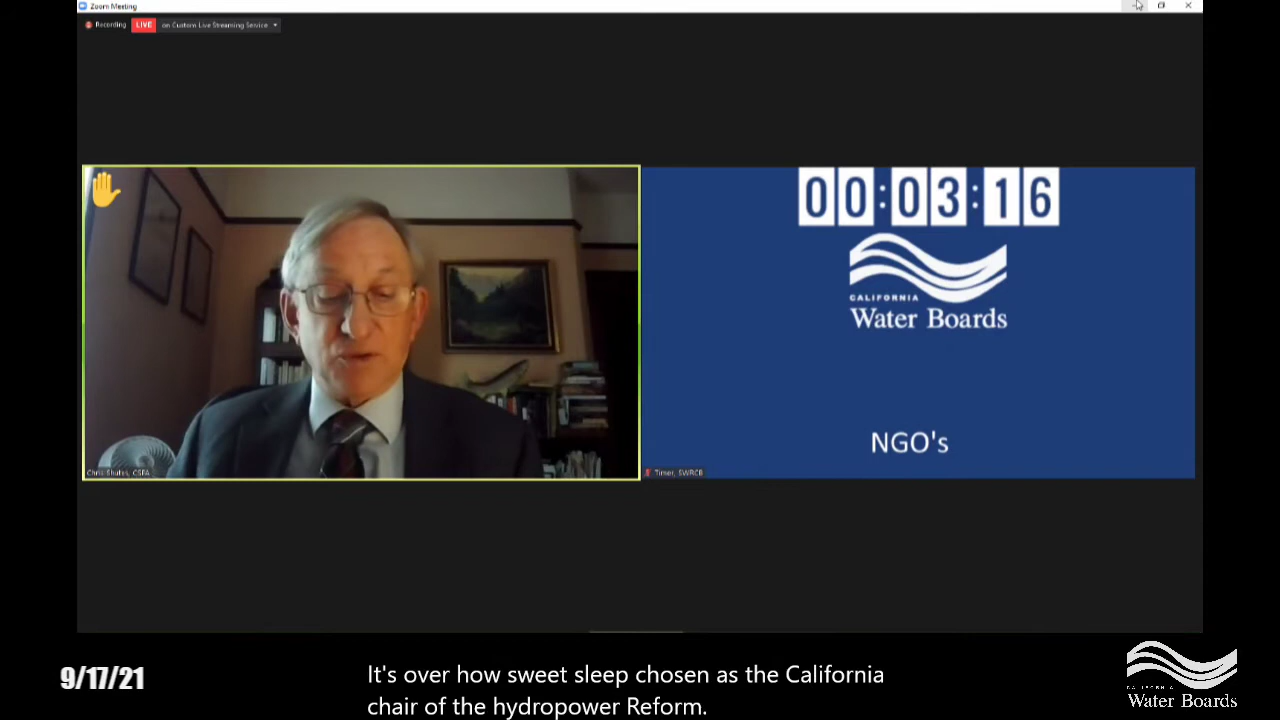 Zoom Meeting
Recording
LIVE
on Custom Live Streaming Service
00:03:16
CALIFORNIA
Water Boards
NGO's
Chris Shutes, CSPA
Timer, SWRCB
9/17/21
It's over how sweet sleep chosen as the California
chair of the hydropower Reform.
CALIFORNIA
Water Boards